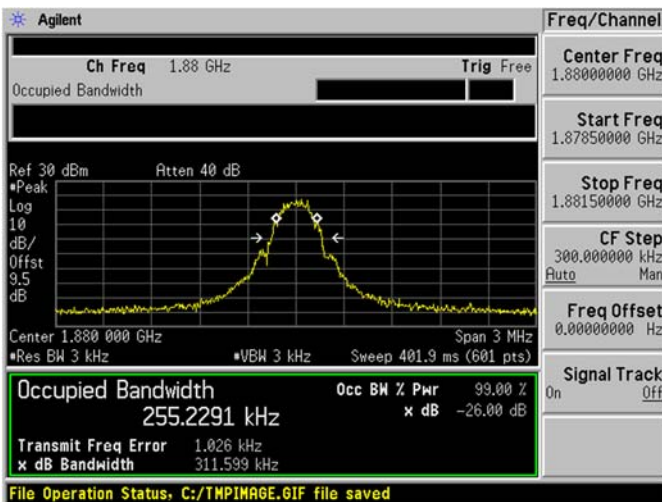 Agilent
Freq/Channel
Ch Freq 1.88 GHz Trig Free
Occupied Bandwidth
Center Freq
1.88000000 GHz
Start Freq
1.87850000 GHz
Stop Freq
1.88150000 GHz
CF Step
300.000000 kHz
Auto Man
Freq Offset
0.00000000 Hz
Signal Track
On Off
Ref 30 dBm Atten 40 dB
*Peak
Log
10
dB/
Offst
9.5
dB
Center 1.880 000 GHz Span 3 MHz
*Res BW 3 kHz *VBW 3 kHz Sweep 401.9 ms (601 pts)
Occupied Bandwidth Occ BW % Pwr 99.00 %
255.2291 kHz x dB -26.00 dB
Transmit Freq Error 1.026 kHz
x dB Bandwidth 311.599 kHz
File Operation Status, C:/TMPIMAGE.GIF file saved